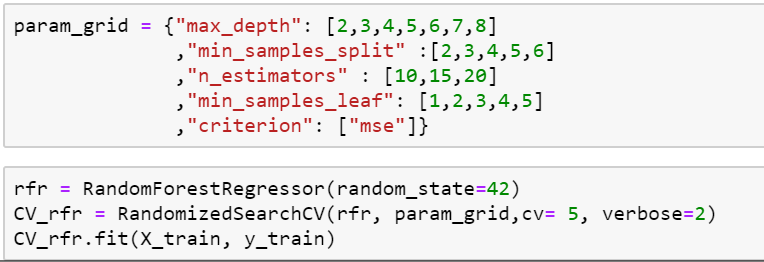 param_grid = {"max_depth": [2,3,4,5,6,7,8]
,"min_samples_split" :[2,3,4,5,6]
,"n_estimators" : [10,15,20]
,"min_samples_leaf": [1,2,3,4,5]
,"criterion": ["mse"]}
rfr = RandomForestRegressor(random_state=42)
CV_rfr = RandomizedSearchCV(rfr, param_grid,cv= 5, verbose=2)
CV_rfr.fit(X_train, y_train)